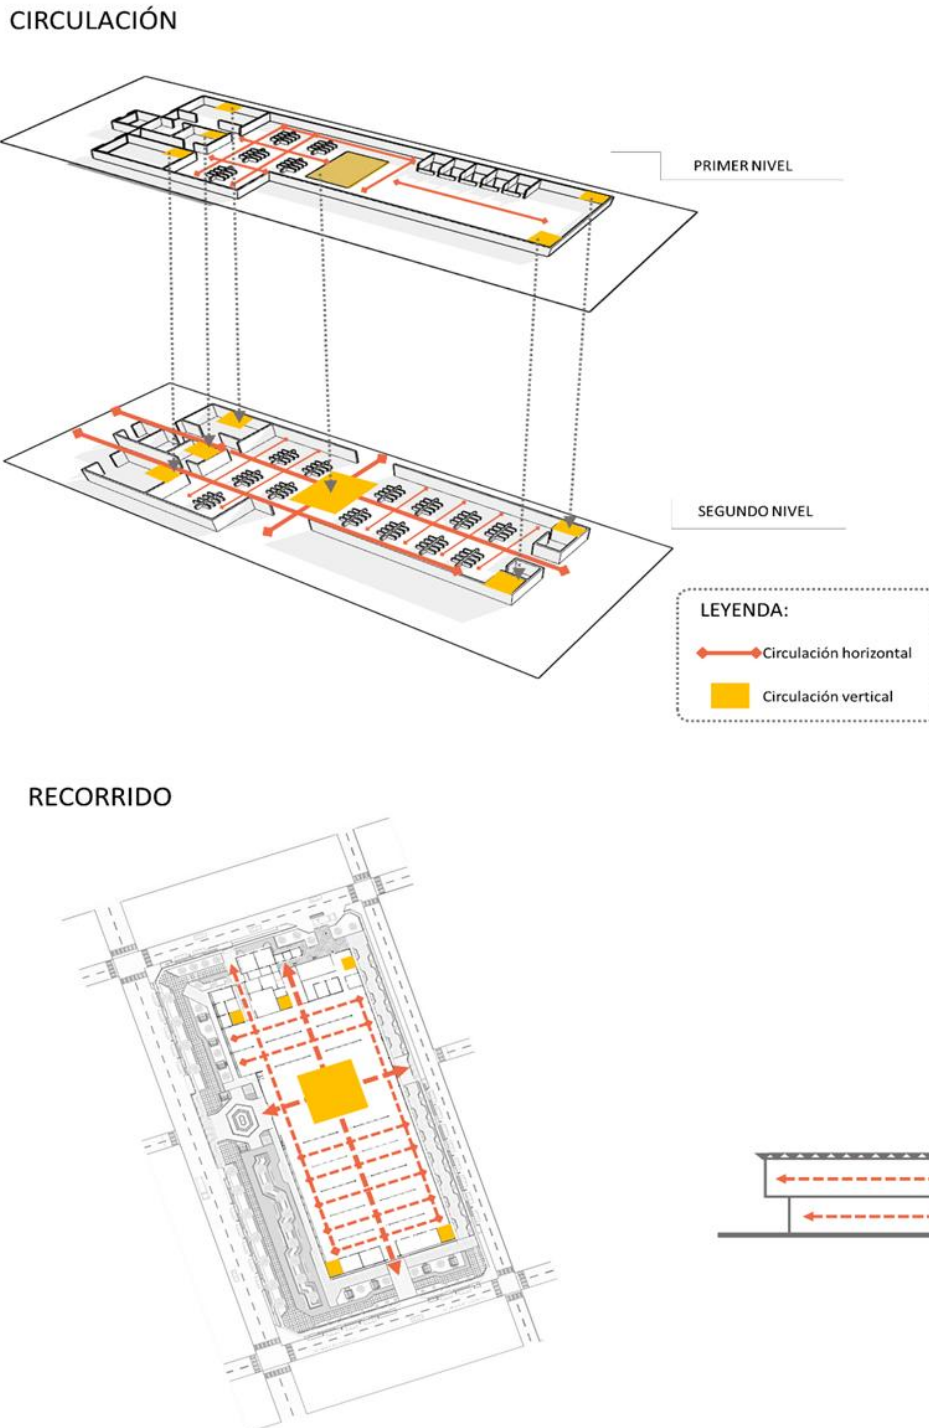 CIRCULACIÓN
PRIMER NIVEL
SEGUNDO NIVEL
LEYENDA:
Circulación horizontal
Circulación vertical
RECORRIDO